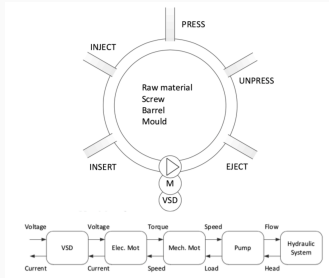 PRESS
INJECT
UNPRESS
Raw material
Screw
Barrel
Mould
INSERT
EJECT
M
VSD
Voltage Voltage Torque Speed Flow
VSD Elec. Mot Mech. Mot Pump Hydraulic
System
Current Current Speed Load Head